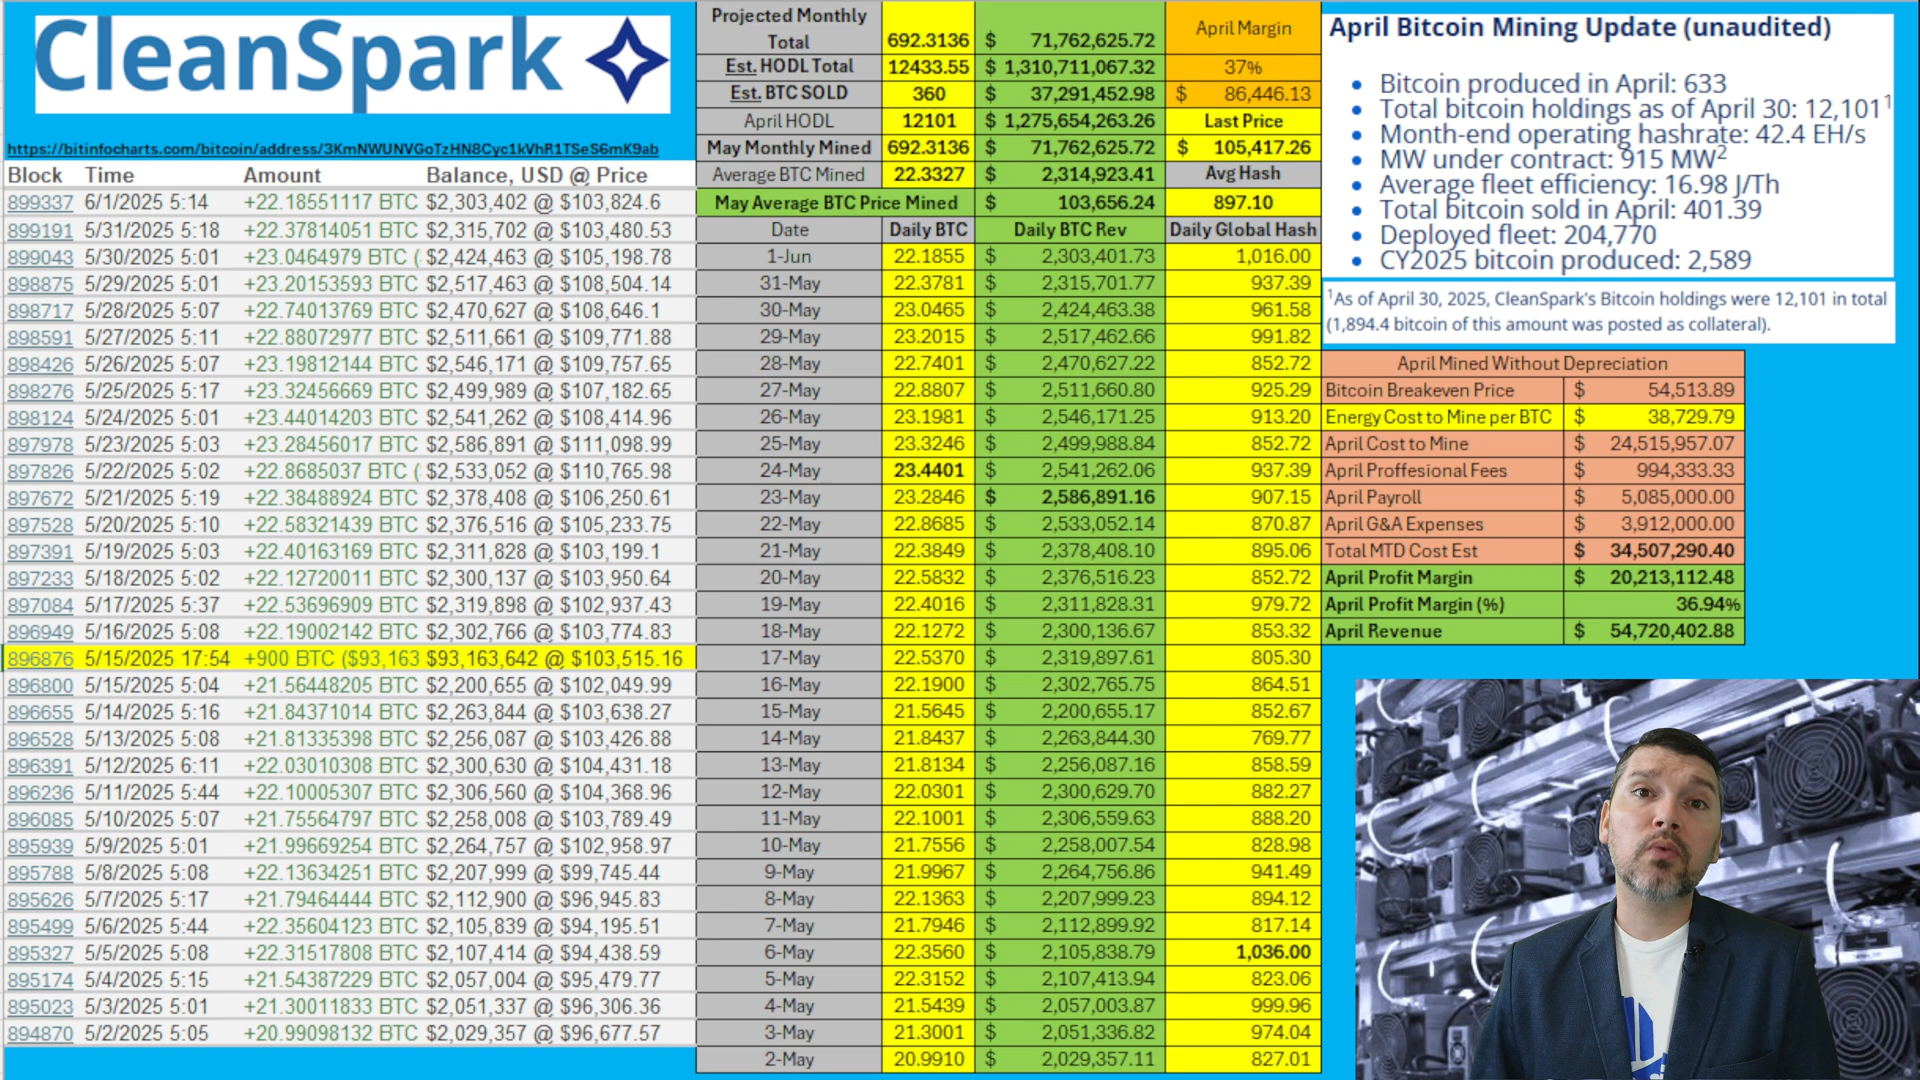 CleanSpark
https://bitinfocharts.com/bitcoin/address/3KmNWUNVGoTzHN8Cyc1kVhR1TSeS6mK9ab
Block Time Amount Balance, USD @ Price
899337 6/1/2025 5:14 +22.18551117 BTC $2,303,402 @ $103,824.6
899191 5/31/2025 5:18 +22.37814051 BTC $2,315,702 @ $103,480.53
899043 5/30/2025 5:01 +23.0464979 BTC ( $2,424,463 @ $105,198.78
898875 5/29/2025 5:01 +23.20153593 BTC $2,517,463 @ $108,504.14
898717 5/28/2025 5:07 +22.74013769 BTC $2,470,627 @ $108,646.1
898591 5/27/2025 5:11 +22.88072977 BTC $2,511,661 @ $109,771.88
898426 5/26/2025 5:07 +23.19812144 BTC $2,546,171 @ $109,757.65
898276 5/25/2025 5:17 +23.32456669 BTC $2,499,989 @ $107,182.65
898124 5/24/2025 5:01 +23.44014203 BTC $2,541,262 @ $108,414.96
897978 5/23/2025 5:03 +23.28456017 BTC $2,586,891 @ $111,098.99
897826 5/22/2025 5:02 +22.8685037 BTC ( $2,533,052 @ $110,765.98
897672 5/21/2025 5:19 +22.38488924 BTC $2,378,408 @ $106,250.61
897528 5/20/2025 5:10 +22.58321439 BTC $2,376,516 @ $105,233.75
897391 5/19/2025 5:03 +22.40163169 BTC $2,311,828 @ $103,199.1
897233 5/18/2025 5:02 +22.12720011 BTC $2,300,137 @ $103,950.64
897084 5/17/2025 5:37 +22.53696909 BTC $2,319,898 @ $102,937.43
896949 5/16/2025 5:08 +22.19002142 BTC $2,302,766 @ $103,774.83
896876 5/15/2025 17:54 +900 BTC ($93,163 $93,163,642 @ $103,515.16
896800 5/15/2025 5:04 +21.56448205 BTC $2,200,655 @ $102,049.99
896655 5/14/2025 5:16 +21.84371014 BTC $2,263,844 @ $103,638.27
896528 5/13/2025 5:08 +21.81335398 BTC $2,256,087 @ $103,426.88
896391 5/12/2025 6:11 +22.03010308 BTC $2,300,630 @ $104,431.18
896236 5/11/2025 5:44 +22.10005307 BTC $2,306,560 @ $104,368.96
896085 5/10/2025 5:07 +21.75564797 BTC $2,258,008 @ $103,789.49
895939 5/9/2025 5:01 +21.99669254 BTC $2,264,757 @ $102,958.97
895788 5/8/2025 5:08 +22.13634251 BTC $2,207,999 @ $99,745.44
895626 5/7/2025 5:17 +21.79464444 BTC $2,112,900 @ $96,945.83
895499 5/6/2025 5:44 +22.35604123 BTC $2,105,839 @ $94,195.51
895327 5/5/2025 5:08 +22.31517808 BTC $2,107,414 @ $94,438.59
895174 5/4/2025 5:15 +21.54387229 BTC $2,057,004 @ $95,479.77
895023 5/3/2025 5:01 +21.30011833 BTC $2,051,337 @ $96,306.36
894870 5/2/2025 5:05 +20.99098132 BTC $2,029,357 @ $96,677.57
Projected Monthly
Total 692.3136 $ 71,762,625.72 April Margin
Est. HODL Total 12433.55 $ 1,310,711,067.32 37%
Est. BTC SOLD 360 $ 37,291,452.98 $ 86,446.13
April HODL 12101 $ 1,275,654,263.26 Last Price
May Monthly Mined 692.3136 $ 71,762,625.72 $ 105,417.26
Average BTC Mined 22.3327 $ 2,314,923.41 Avg Hash
May Average BTC Price Mined $ 103,656.24 897.10
Date Daily BTC Daily BTC Rev Daily Global Hash
1-Jun 22.1855 $ 2,303,401.73 1,016.00
31-May 22.3781 $ 2,315,701.77 937.39
30-May 23.0465 $ 2,424,463.38 961.58
29-May 23.2015 $ 2,517,462.66 991.82
28-May 22.7401 $ 2,470,627.22 852.72
27-May 22.8807 $ 2,511,660.80 925.29
26-May 23.1981 $ 2,546,171.25 913.20
25-May 23.3246 $ 2,499,988.84 852.72
24-May 23.4401 $ 2,541,262.06 937.39
23-May 23.2846 $ 2,586,891.16 907.15
22-May 22.8685 $ 2,533,052.14 870.87
21-May 22.3849 $ 2,378,408.10 895.06
20-May 22.5832 $ 2,376,516.23 852.72
19-May 22.4016 $ 2,311,828.31 979.72
18-May 22.1272 $ 2,300,136.67 853.32
17-May 22.5370 $ 2,319,897.61 805.30
16-May 22.1900 $ 2,302,765.75 864.51
15-May 21.5645 $ 2,200,655.17 852.67
14-May 21.8437 $ 2,263,844.30 769.77
13-May 21.8134 $ 2,256,087.16 858.59
12-May 22.0301 $ 2,300,629.70 882.27
11-May 22.1001 $ 2,306,559.63 888.20
10-May 21.7556 $ 2,258,007.54 828.98
9-May 21.9967 $ 2,264,756.86 941.49
8-May 22.1363 $ 2,207,999.23 894.12
7-May 21.7946 $ 2,112,899.92 817.14
6-May 22.3560 $ 2,105,838.79 1,036.00
5-May 22.3152 $ 2,107,413.94 823.06
4-May 21.5439 $ 2,057,003.87 999.96
3-May 21.3001 $ 2,051,336.82 974.04
2-May 20.9910 $ 2,029,357.11 827.01
April Bitcoin Mining Update (unaudited)
• Bitcoin produced in April: 633
• Total bitcoin holdings as of April 30: 12,101¹
• Month-end operating hashrate: 42.4 EH/s
• MW under contract: 915 MW²
• Average fleet efficiency: 16.98 J/Th
• Total bitcoin sold in April: 401.39
• Deployed fleet: 204,770
• CY2025 bitcoin produced: 2,589
¹As of April 30, 2025, CleanSpark's Bitcoin holdings were 12,101 in total
(1,894.4 bitcoin of this amount was posted as collateral).
April Mined Without Depreciation
Bitcoin Breakeven Price $ 54,513.89
Energy Cost to Mine per BTC $ 38,729.79
April Cost to Mine $ 24,515,957.07
April Proffesional Fees $ 994,333.33
April Payroll $ 5,085,000.00
April G&A Expenses $ 3,912,000.00
Total MTD Cost Est $ 34,507,290.40
April Profit Margin $ 20,213,112.48
April Profit Margin (%) 36.94%
April Revenue $ 54,720,402.88